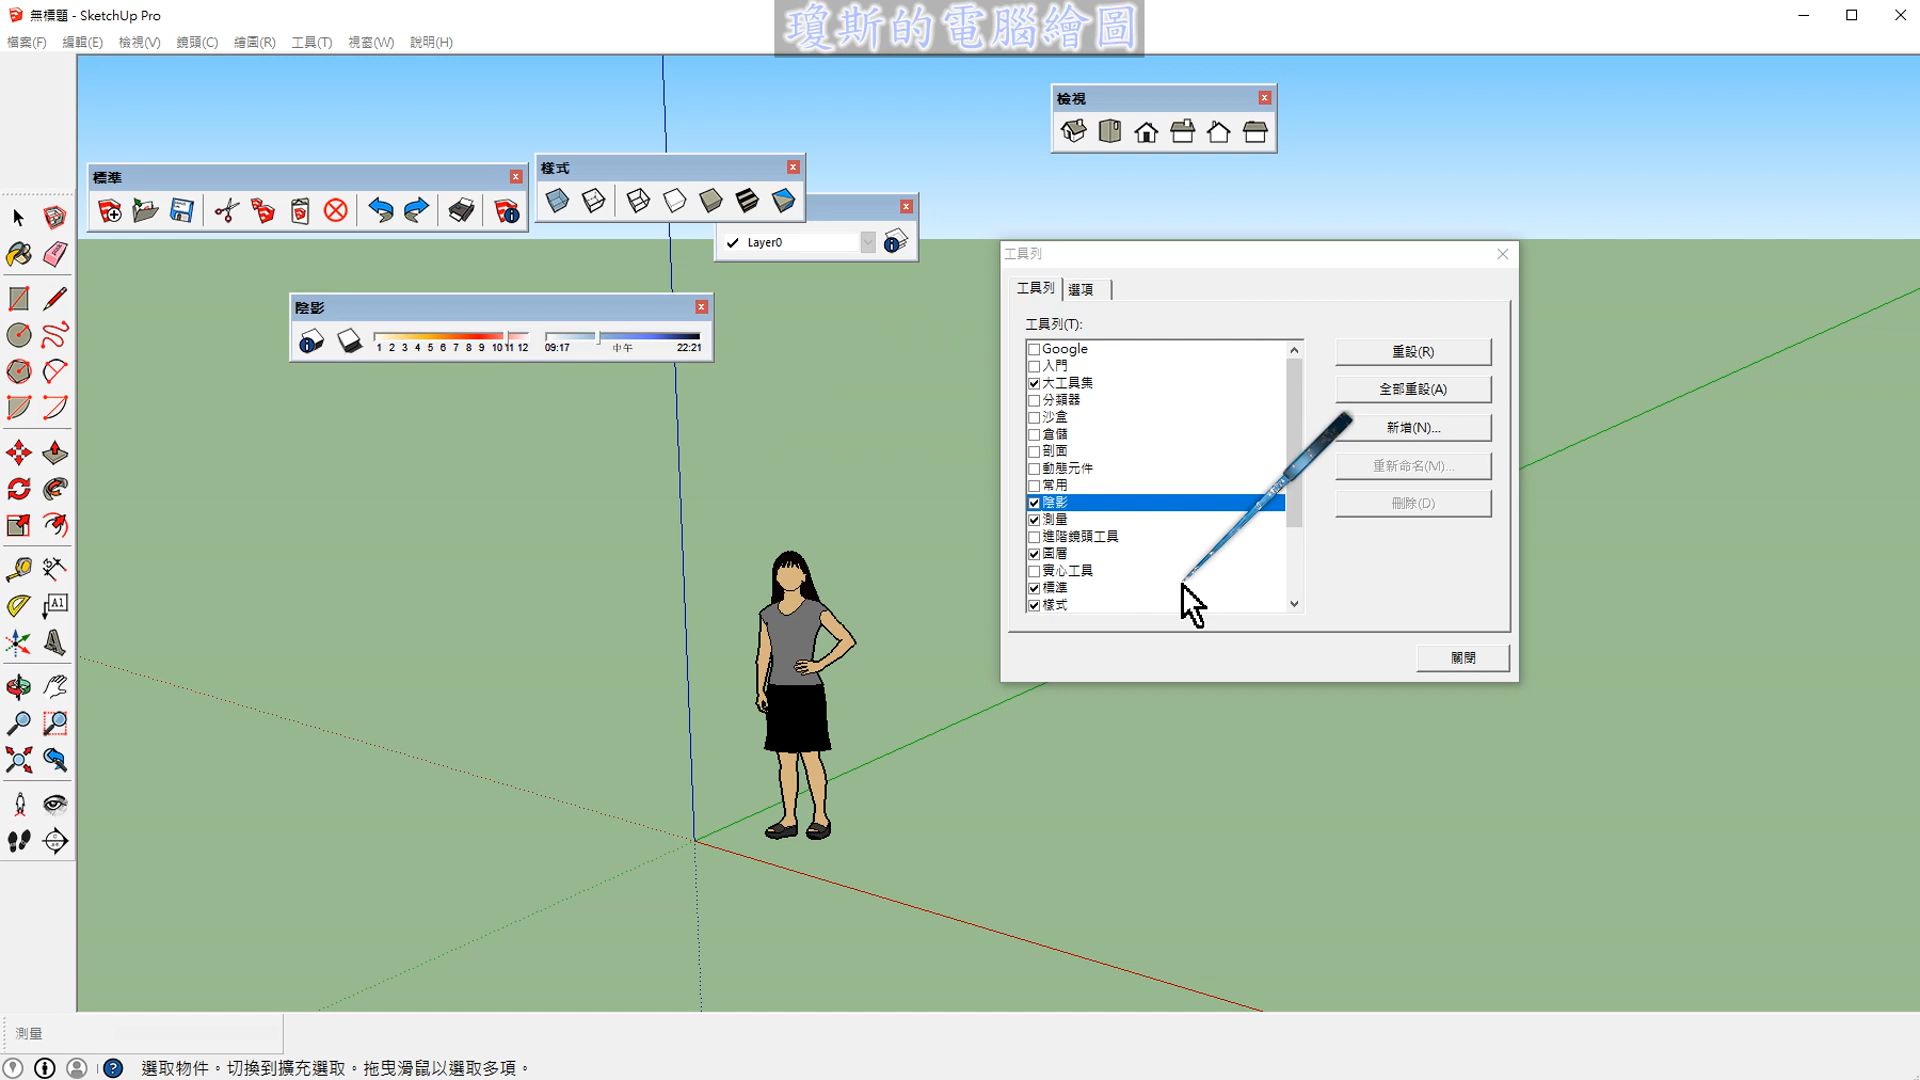 無標題 - SketchUp Pro
瓊斯的電腦繪圖
檔案(F) 編輯(E) 檢視(V) 鏡頭(C) 繪圖(R) 工具(T) 視窗(W) 說明(H)
檢視
標準
樣式
Layer0
陰影
1 2 3 4 5 6 7 8 9 10 11 12
09:17 中午 22:21
工具列
工具列 選項
工具列(T):
Google
入門
大工具集
分類器
沙盒
倉儲
剖面
動態元件
常用
陰影
測量
進階鏡頭工具
圖層
實心工具
標準
樣式
重設(R)
全部重設(A)
新增(N)...
重新命名(M)...
刪除(D)
關閉
A1
測量
選取物件。切換到擴充選取。拖曳滑鼠以選取多項。